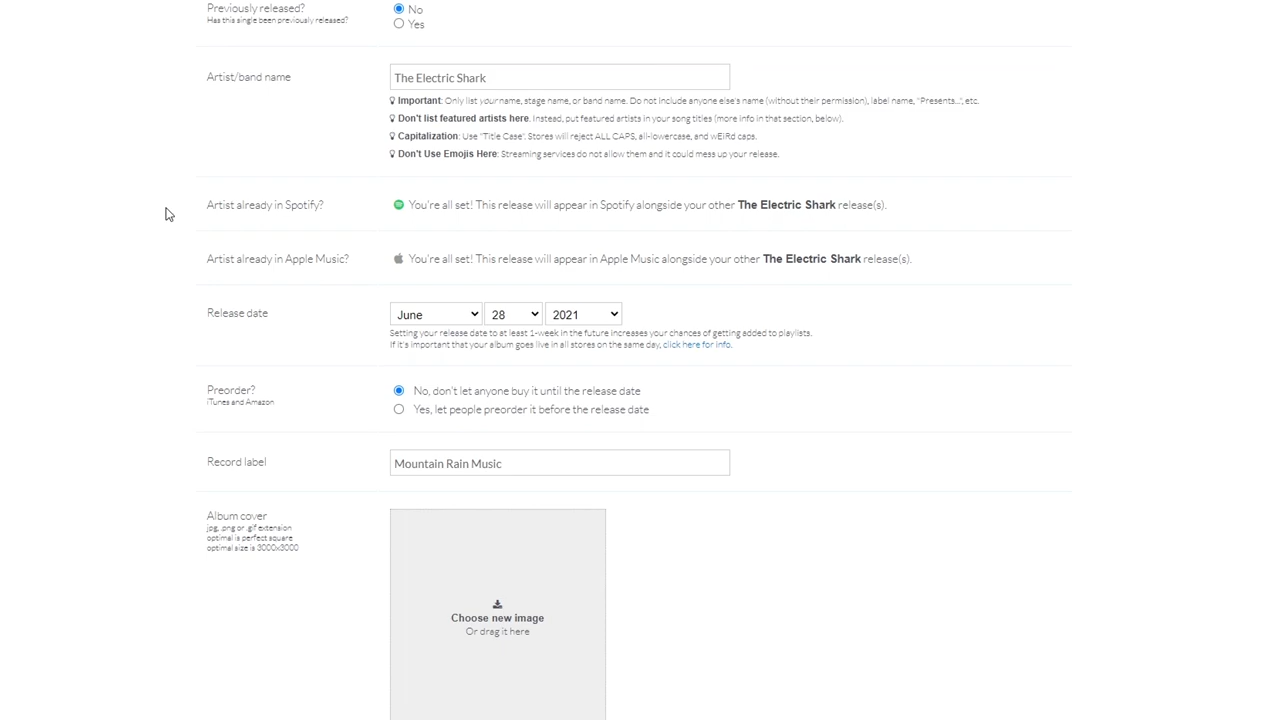 Previously released?
Has this single been previously released?
No
Yes
Artist/band name
The Electric Shark
Important: Only list your name, stage name, or band name. Do not include anyone else's name (without their permission), label name, "Presents...", etc.
Don't list featured artists here. Instead, put featured artists in your song titles (more info in that section, below).
Capitalization: Use "Title Case". Stores will reject ALL CAPS, all-lowercase, and wEIRd caps.
Don't Use Emojis Here: Streaming services do not allow them and it could mess up your release.
Artist already in Spotify?
You're all set! This release will appear in Spotify alongside your other The Electric Shark release(s).
Artist already in Apple Music?
You're all set! This release will appear in Apple Music alongside your other The Electric Shark release(s).
Release date
June 28 2021
Setting your release date to at least 1-week in the future increases your chances of getting added to playlists.
If it's important that your album goes live in all stores on the same day, click here for info.
Preorder?
iTunes and Amazon
No, don't let anyone buy it until the release date
Yes, let people preorder it before the release date
Record label
Mountain Rain Music
Album cover
jpg, .png or .gif extension
optimal is perfect square
optimal size is 3000x3000
Choose new image
Or drag it here